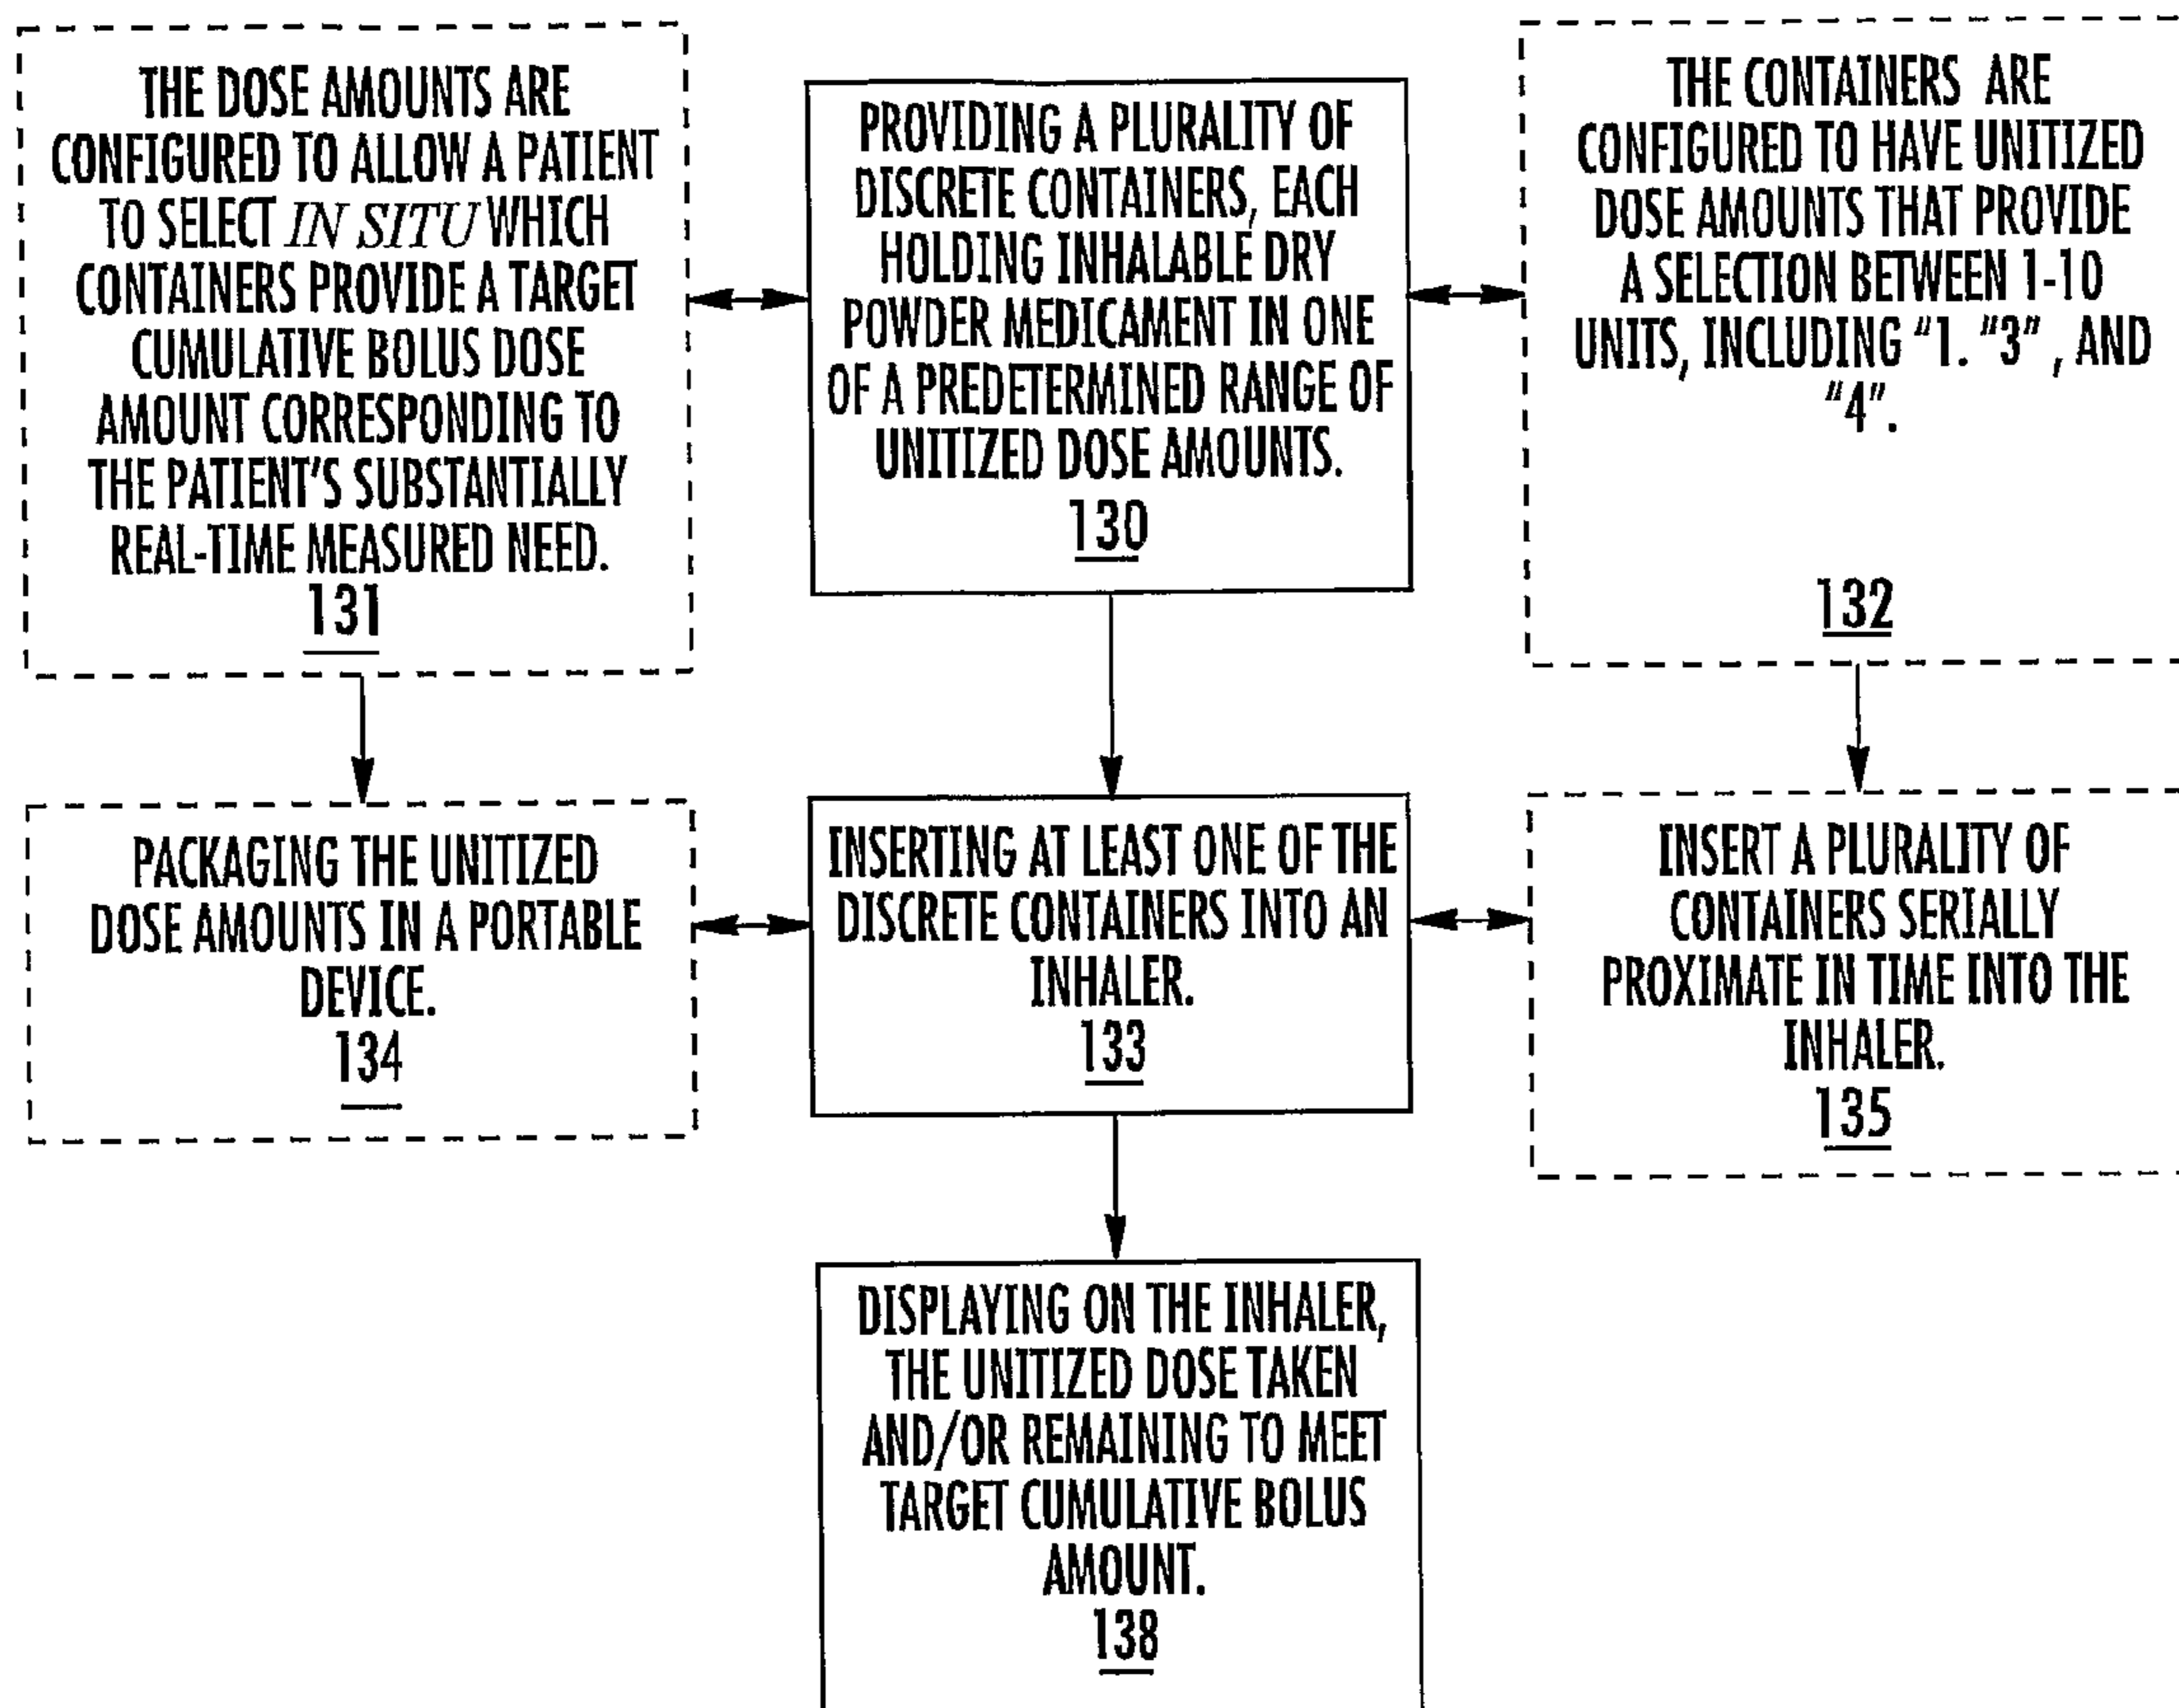 THE DOSE AMOUNTS ARE
CONFIGURED TO ALLOW A PATIENT
TO SELECT IN SITU WHICH
CONTAINERS PROVIDE A TARGET
CUMULATIVE BOLUS DOSE
AMOUNT CORRESPONDING TO
THE PATIENT'S SUBSTANTIALLY
REAL-TIME MEASURED NEED.
131
PROVIDING A PLURALITY OF
DISCRETE CONTAINERS, EACH
HOLDING INHALABLE DRY
POWDER MEDICAMENT IN ONE
OF A PREDETERMINED RANGE OF
UNITIZED DOSE AMOUNTS.
130
THE CONTAINERS ARE
CONFIGURED TO HAVE UNITIZED
DOSE AMOUNTS THAT PROVIDE
A SELECTION BETWEEN 1-10
UNITS, INCLUDING "1. "3", AND
"4".
132
PACKAGING THE UNITIZED
DOSE AMOUNTS IN A PORTABLE
DEVICE.
134
INSERTING AT LEAST ONE OF THE
DISCRETE CONTAINERS INTO AN
INHALER.
133
INSERT A PLURALITY OF
CONTAINERS SERIALLY
PROXIMATE IN TIME INTO THE
INHALER.
135
DISPLAYING ON THE INHALER,
THE UNITIZED DOSE TAKEN
AND/OR REMAINING TO MEET
TARGET CUMULATIVE BOLUS
AMOUNT.
138